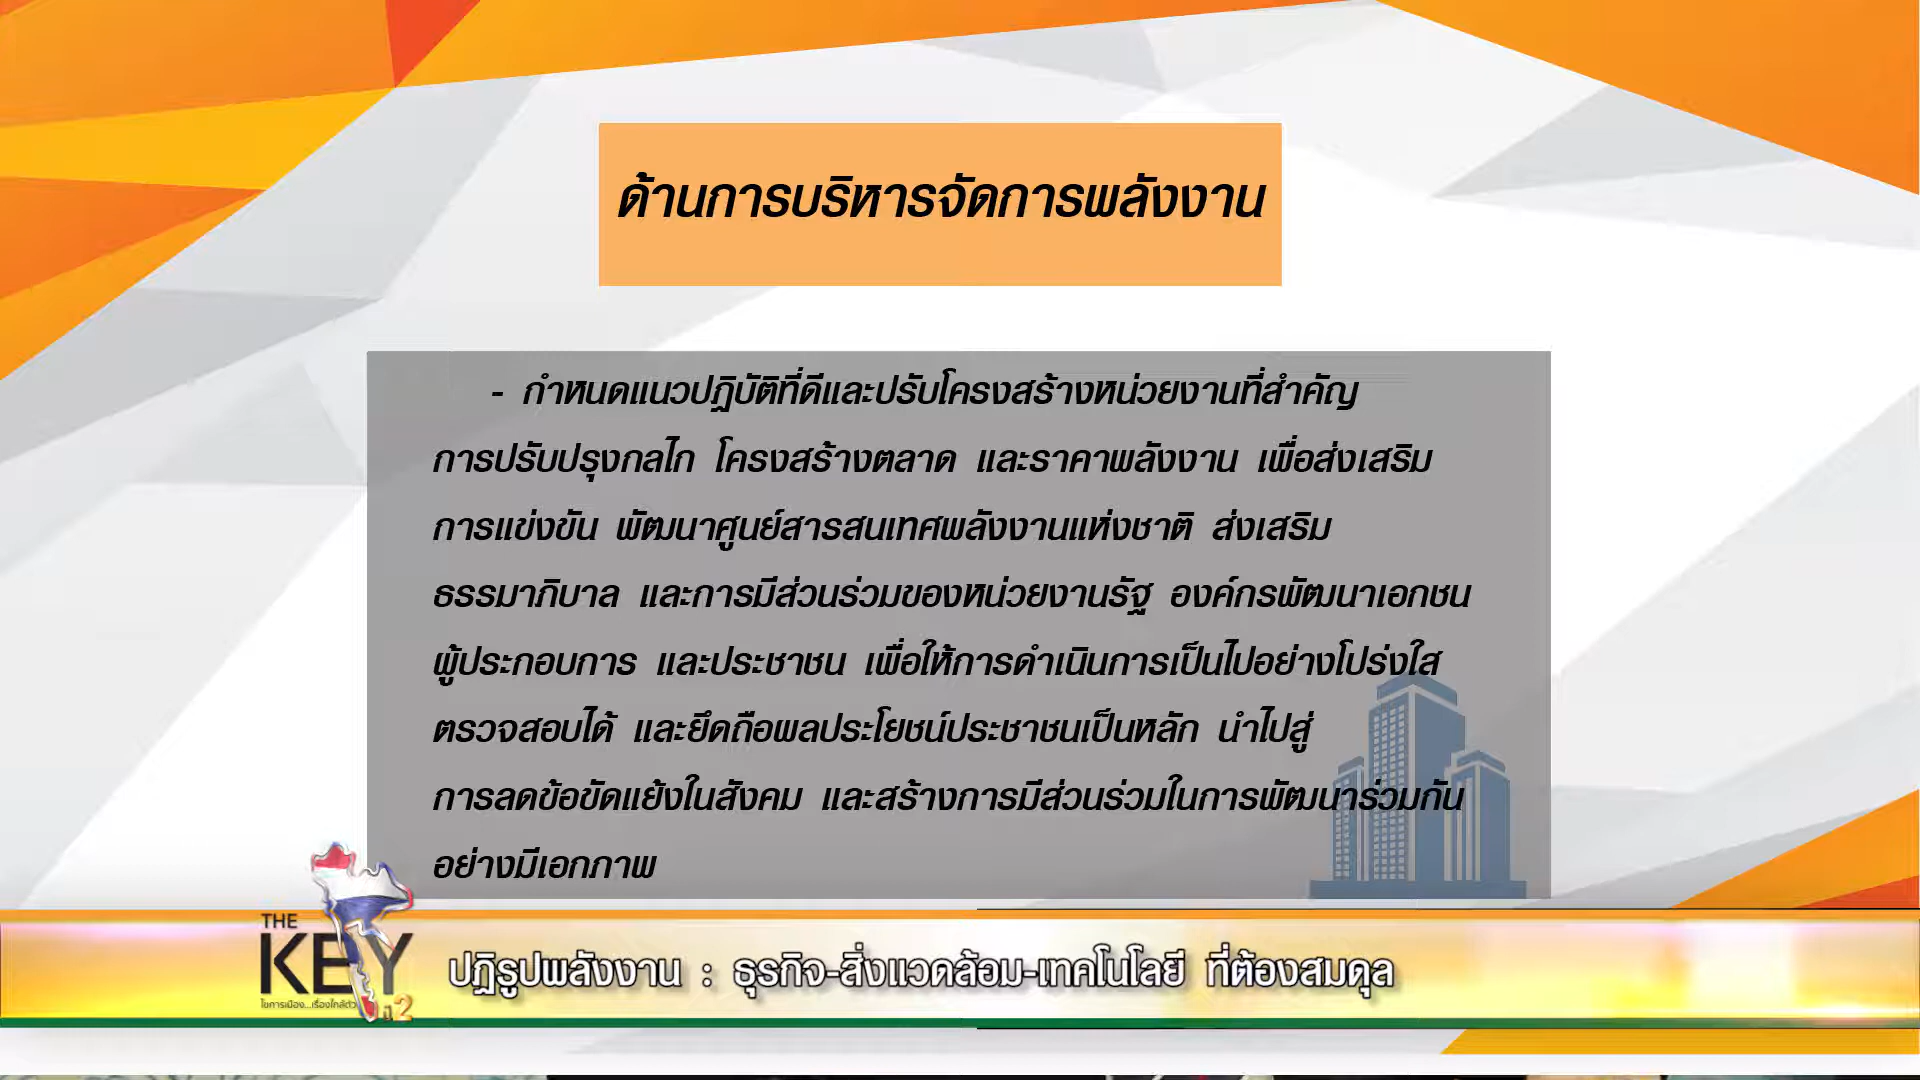 ด้านการบริหารจัดการพลังงาน
- กำหนดแนวปฏิบัติที่ดีและปรับโครงสร้างหน่วยงานที่สำคัญ
การปรับปรุงกลไก โครงสร้างตลาด และราคาพลังงาน เพื่อส่งเสริม
การแข่งขัน พัฒนาศูนย์สารสนเทศพลังงานแห่งชาติ ส่งเสริม
ธรรมาภิบาล และการมีส่วนร่วมของหน่วยงานรัฐ องค์กรพัฒนาเอกชน
ผู้ประกอบการ และประชาชน เพื่อให้การดำเนินการเป็นไปอย่างโปร่งใส
ตรวจสอบได้ และยึดถือผลประโยชน์ประชาชนเป็นหลัก นำไปสู่
การลดข้อขัดแย้งในสังคม และสร้างการมีส่วนร่วมในการพัฒนาร่วมกัน
อย่างมีเอกภาพ
THE
KEY
ไขการเมือง...เรื่องใกล้ตัว
ปี2
ปฏิรูปพลังงาน : ธุรกิจ-สิ่งแวดล้อม-เทคโนโลยี ที่ต้องสมดุล